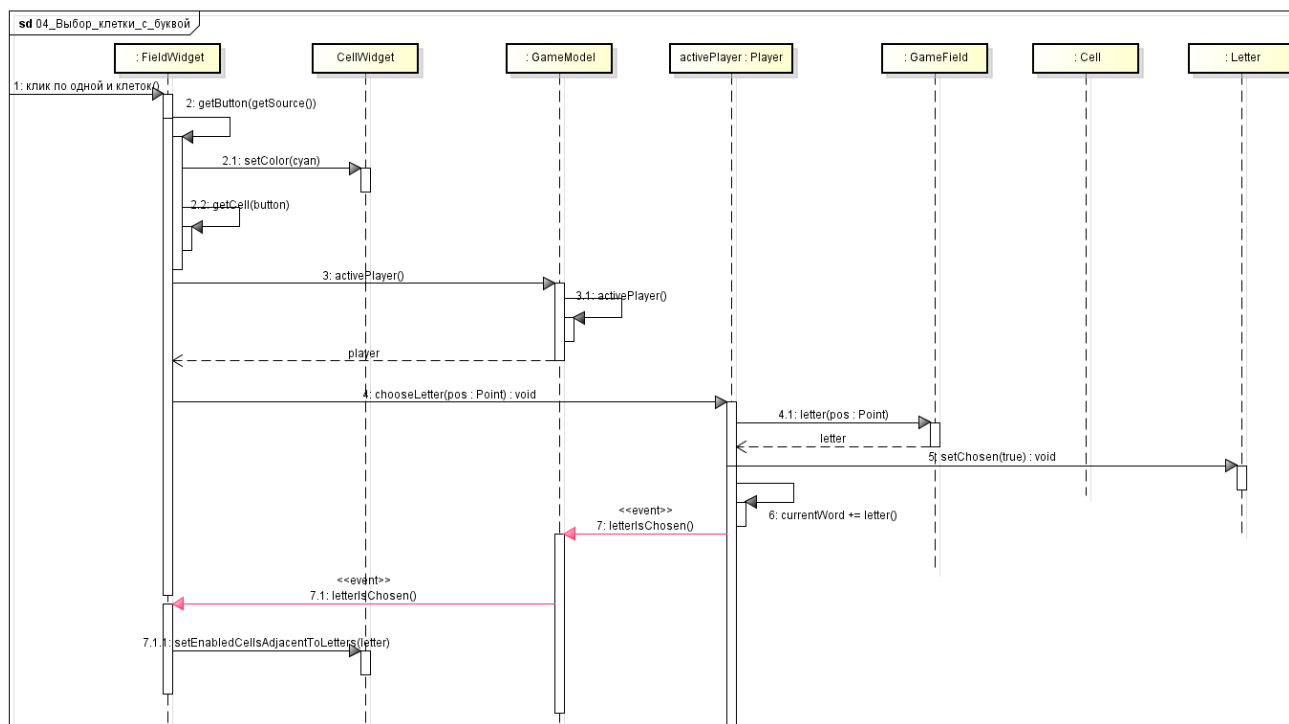 sd 04_Выбор_клетки_с_буквой
: FieldWidget
CellWidget
: GameModel
activePlayer : Player
: GameField
: Cell
: Letter
1: клик по одной и клеток()
2: getButton(getSource())
2.1: setColor(cyan)
2.2: getCell(button)
3: activePlayer()
3.1: activePlayer()
player
4: chooseLetter(pos : Point) : void
4.1: letter(pos : Point)
letter
5: setChosen(true) : void
6: currentWord += letter()
<<event>>
7: letterIsChosen()
<<event>>
7.1: letterIsChosen()
7.1.1: setEnabledCellsAdjacentToLetters(letter)